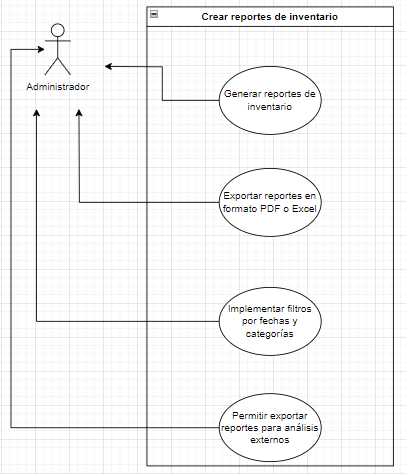 Crear reportes de inventario
Administrador
Generar reportes de
inventario
Exportar reportes en
formato PDF o Excel
Implementar filtros
por fechas y
categorías
Permitir exportar
reportes para análisis
externos